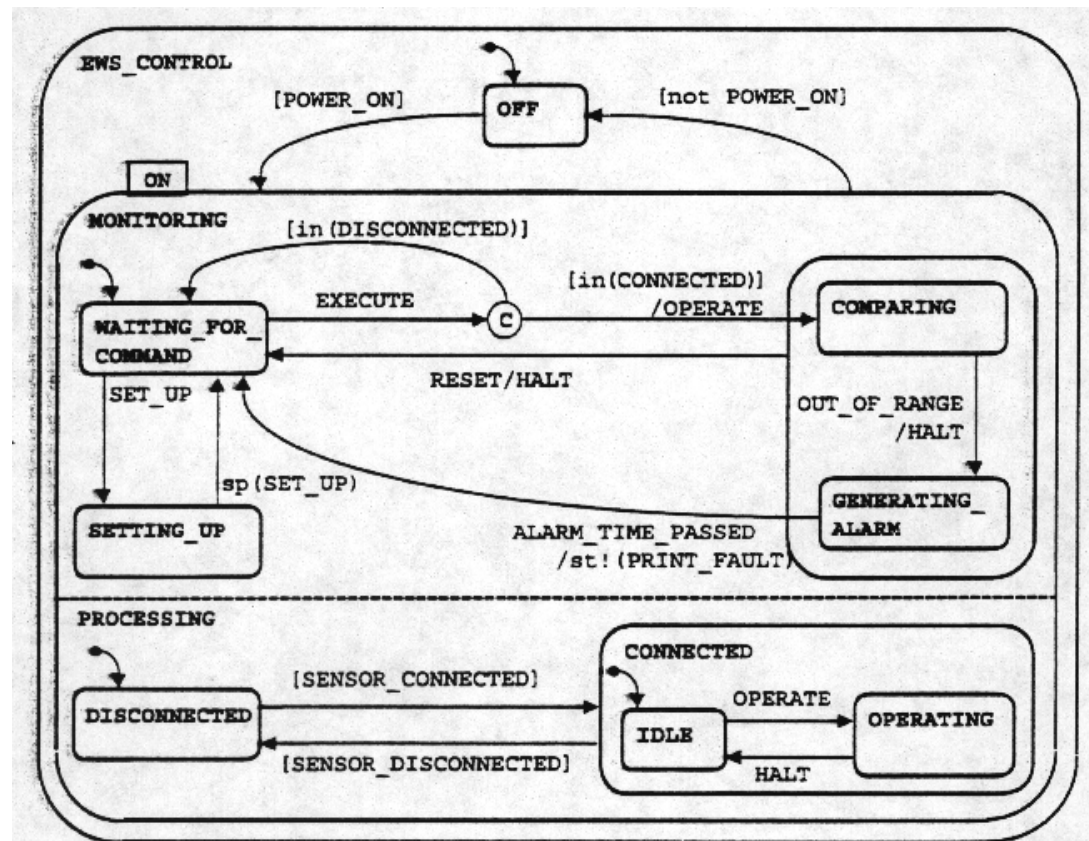 EWS_CONTROL
[POWER_ON]
OFF
[not POWER_ON]
ON
MONITORING
[in(DISCONNECTED)]
WAITING_FOR_
COMMAND
EXECUTE
C
[in(CONNECTED)]
/OPERATE
COMPARING
RESET/HALT
SET_UP
OUT_OF_RANGE
/HALT
sp(SET_UP)
SETTING_UP
GENERATING_
ALARM
ALARM_TIME_PASSED
/st!(PRINT_FAULT)
PROCESSING
DISCONNECTED
[SENSOR_CONNECTED]
[SENSOR_DISCONNECTED]
CONNECTED
IDLE
OPERATE
HALT
OPERATING